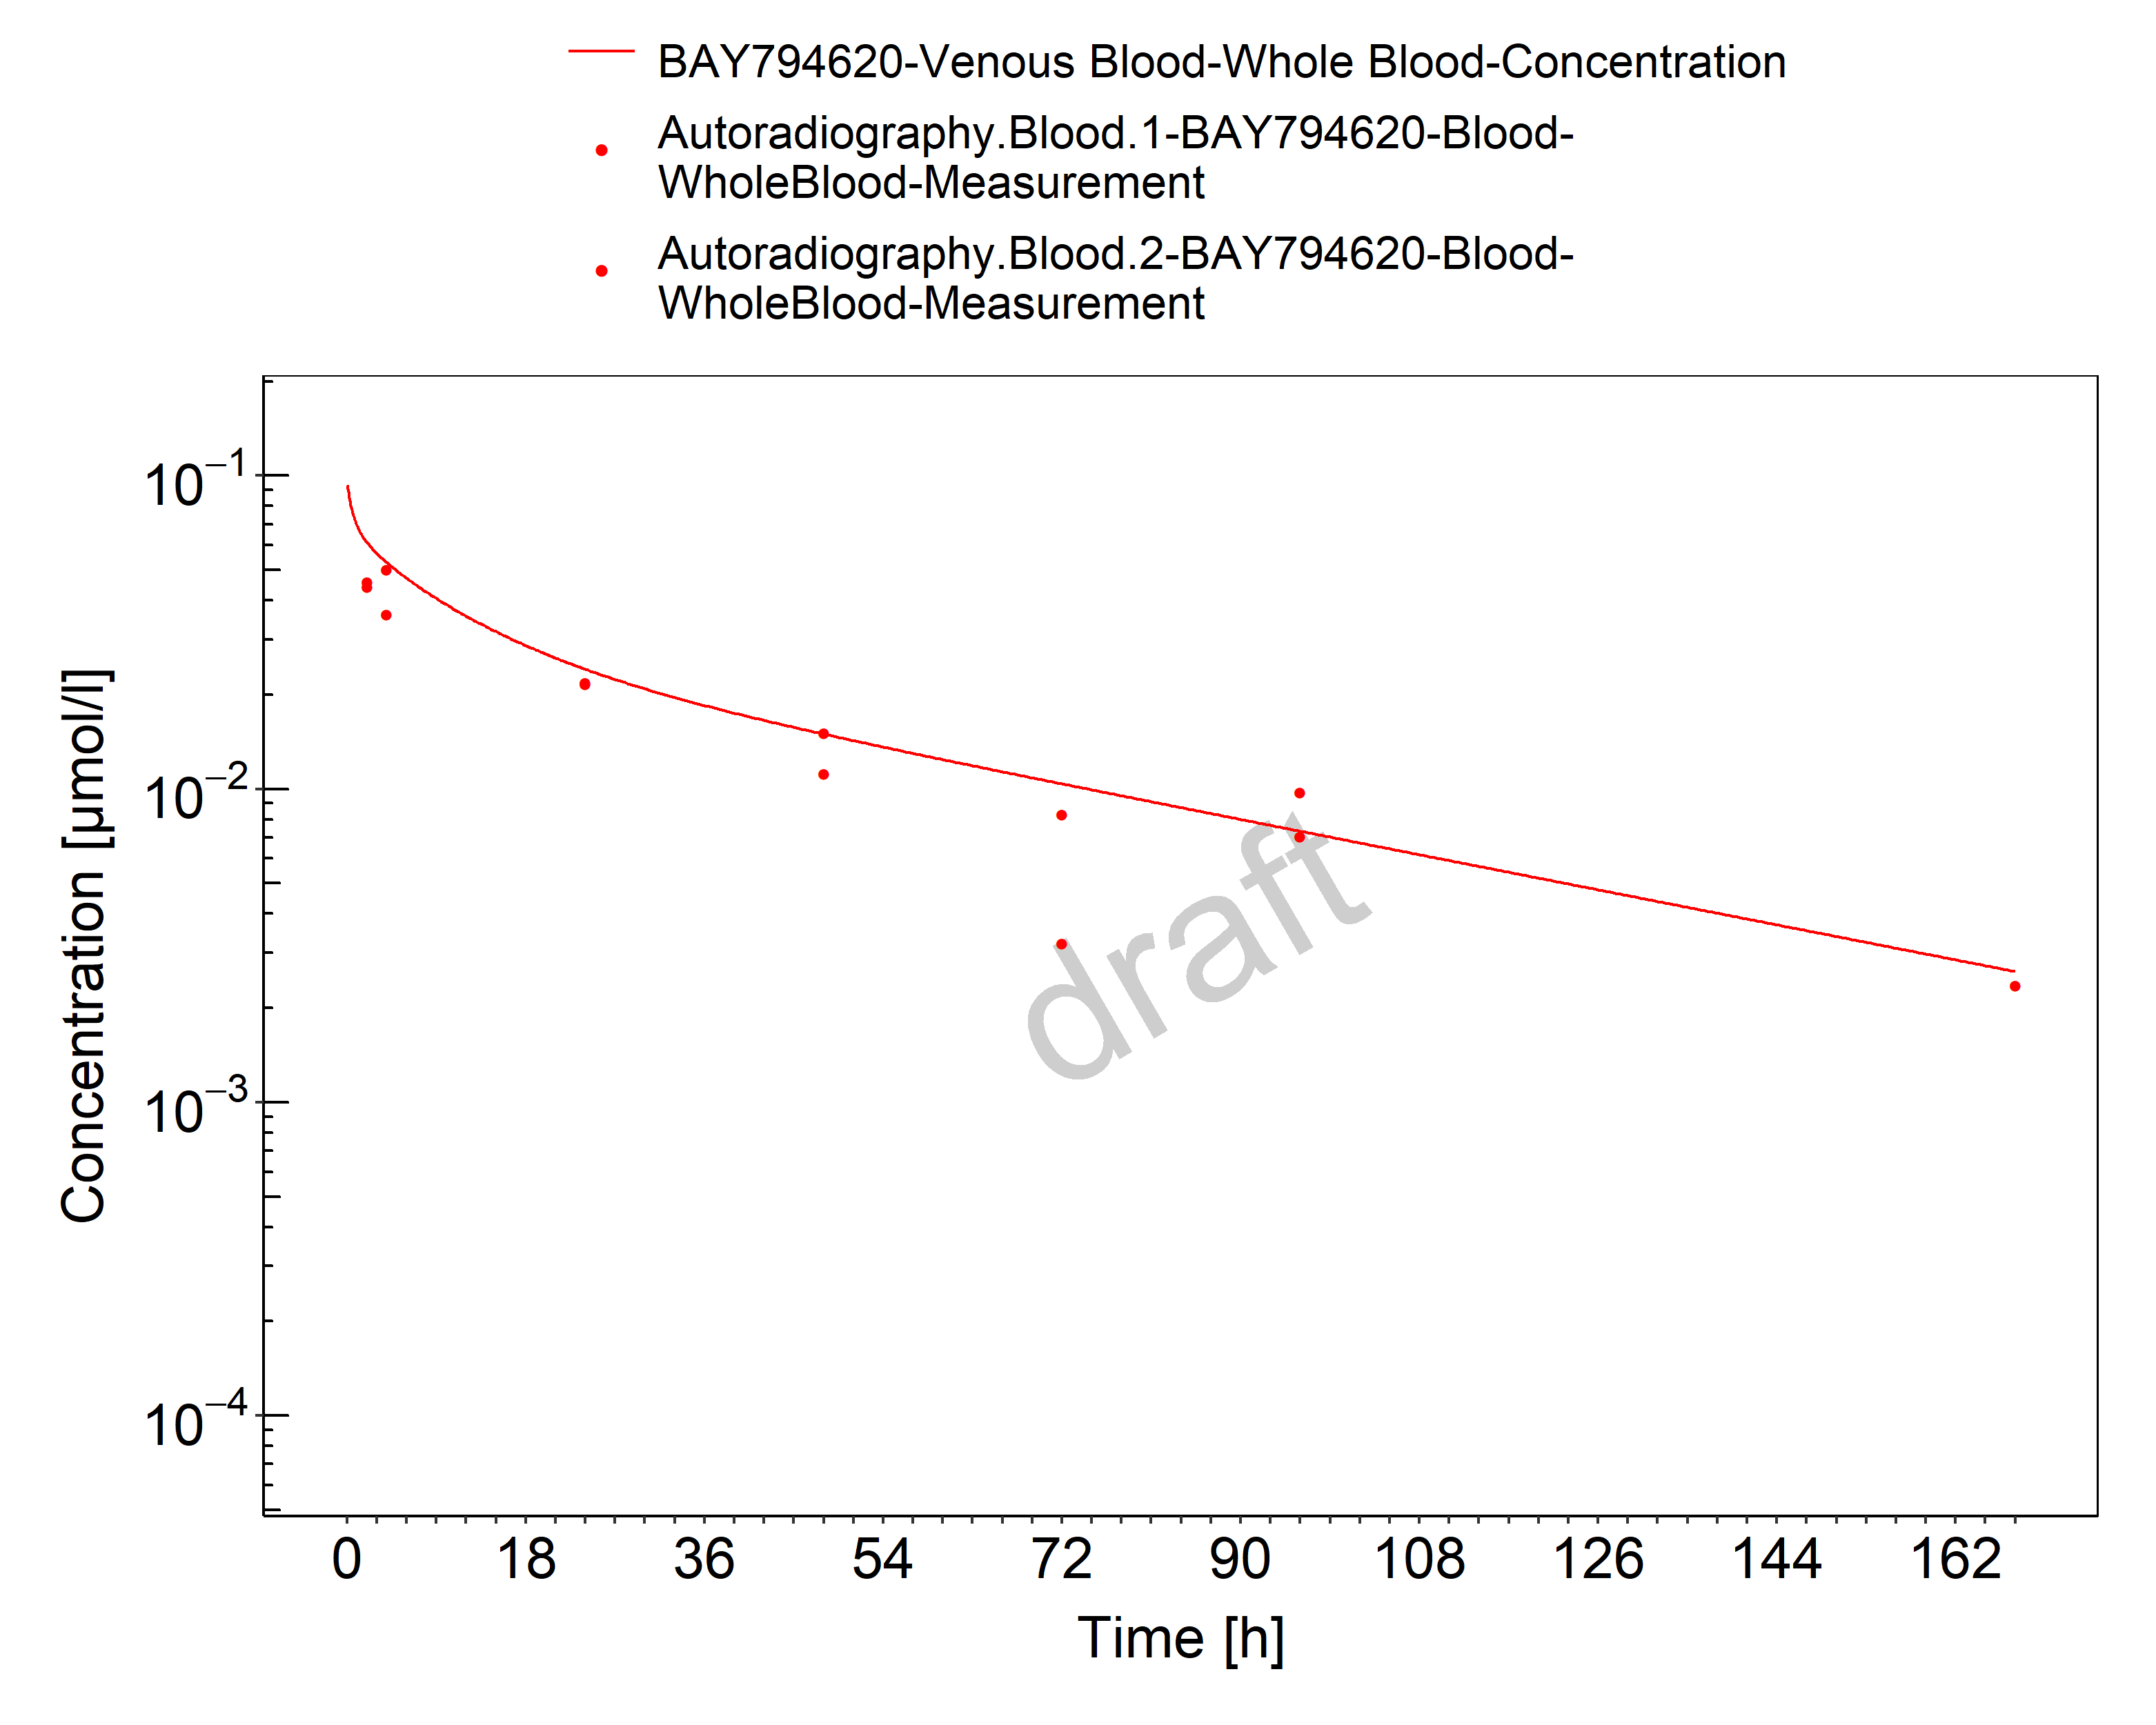 BAY794620-Venous Blood-Whole Blood-Concentration
Autoradiography.Blood.1-BAY794620-Blood-
WholeBlood-Measurement
Autoradiography.Blood.2-BAY794620-Blood-
WholeBlood-Measurement
10⁻¹
10⁻²
10⁻³
10⁻⁴
Concentration [µmol/l]
draft
0 18 36 54 72 90 108 126 144 162
Time [h]